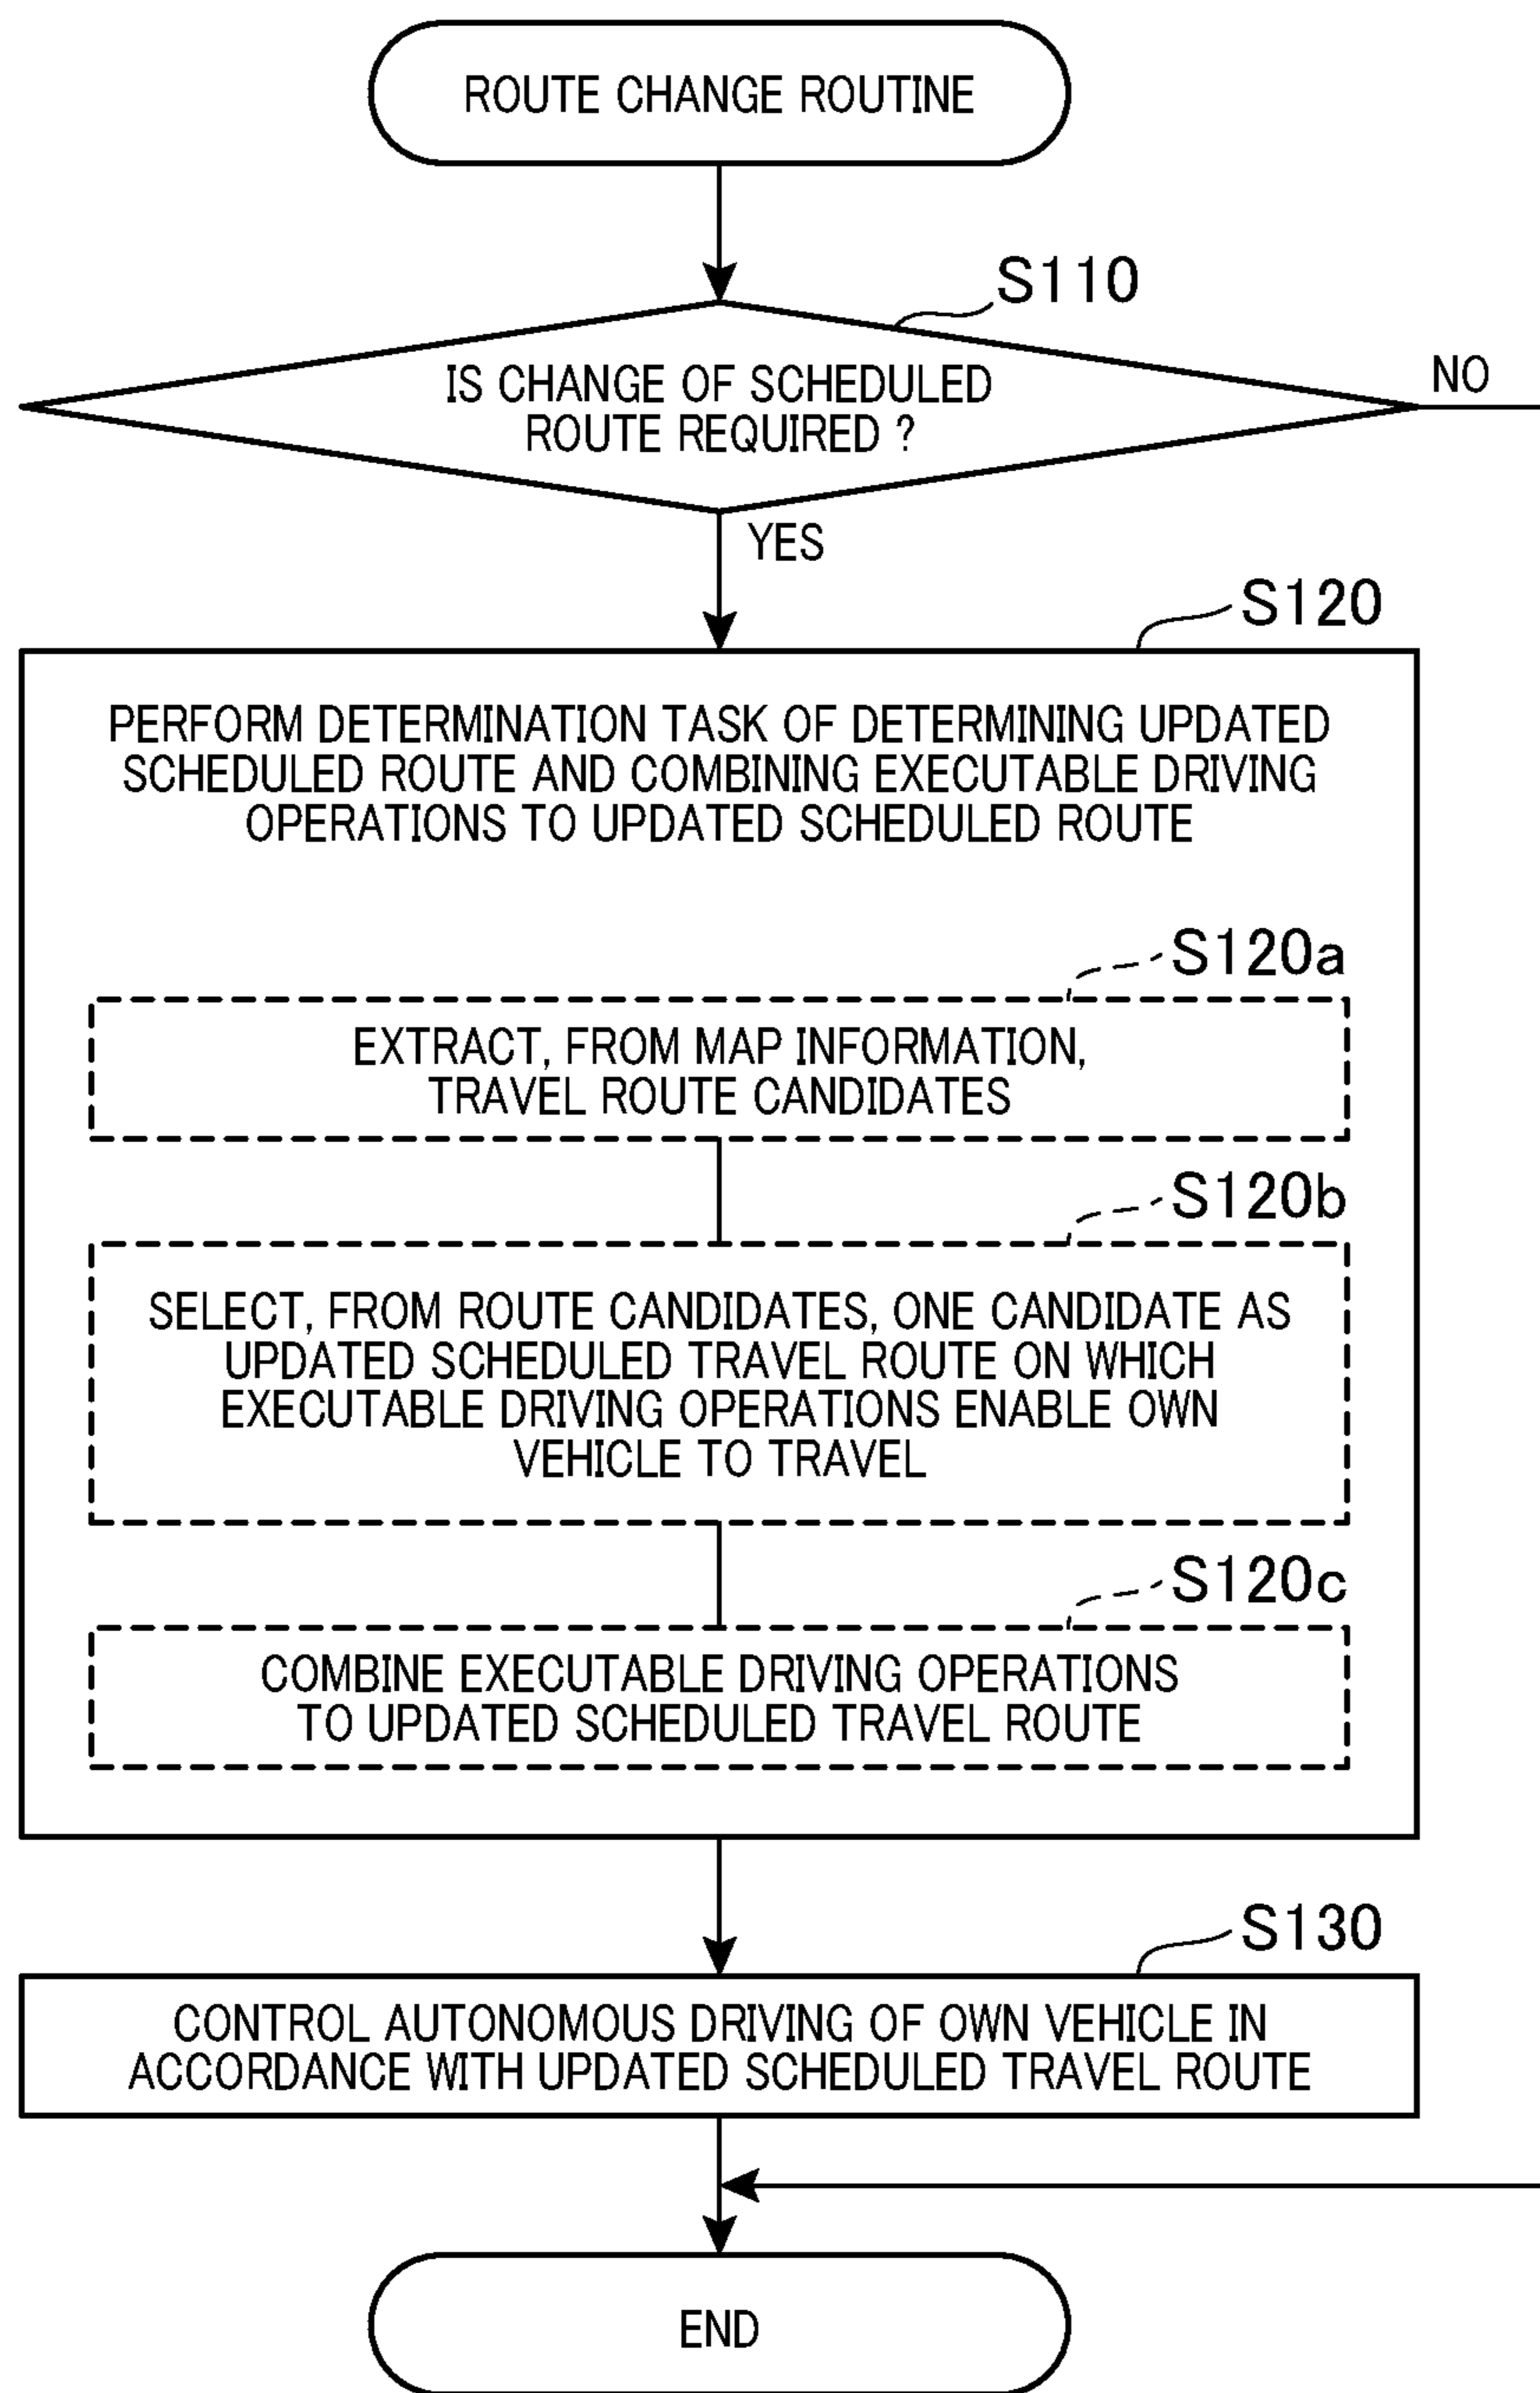 ROUTE CHANGE ROUTINE
S110
IS CHANGE OF SCHEDULED
ROUTE REQUIRED ?
NO
YES
S120
PERFORM DETERMINATION TASK OF DETERMINING UPDATED
SCHEDULED ROUTE AND COMBINING EXECUTABLE DRIVING
OPERATIONS TO UPDATED SCHEDULED ROUTE
S120a
EXTRACT, FROM MAP INFORMATION,
TRAVEL ROUTE CANDIDATES
S120b
SELECT, FROM ROUTE CANDIDATES, ONE CANDIDATE AS
UPDATED SCHEDULED TRAVEL ROUTE ON WHICH
EXECUTABLE DRIVING OPERATIONS ENABLE OWN
VEHICLE TO TRAVEL
S120c
COMBINE EXECUTABLE DRIVING OPERATIONS
TO UPDATED SCHEDULED TRAVEL ROUTE
S130
CONTROL AUTONOMOUS DRIVING OF OWN VEHICLE IN
ACCORDANCE WITH UPDATED SCHEDULED TRAVEL ROUTE
END